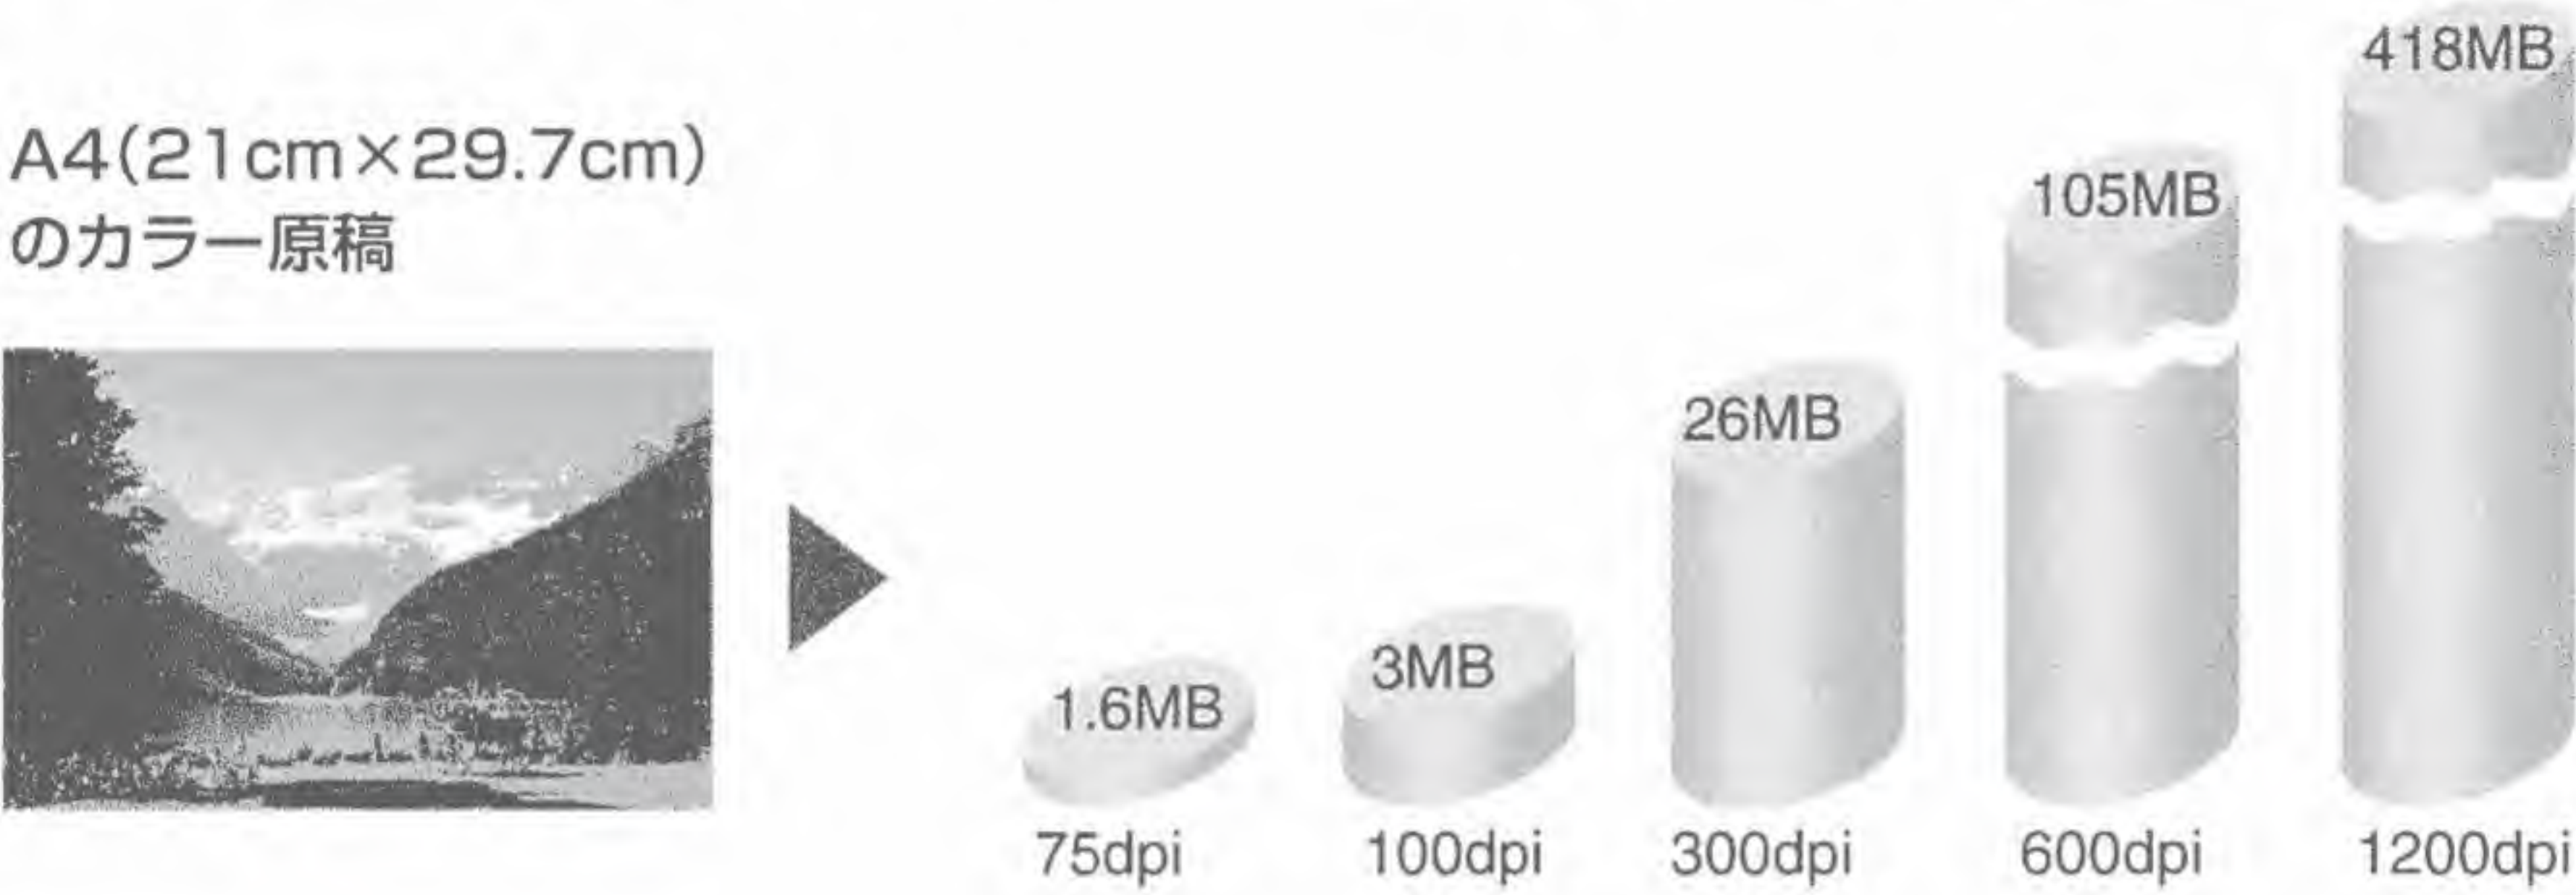 A4(21cm×29.7cm)
のカラー原稿
1.6MB
3MB
26MB
105MB
418MB
75dpi
100dpi
300dpi
600dpi
1200dpi